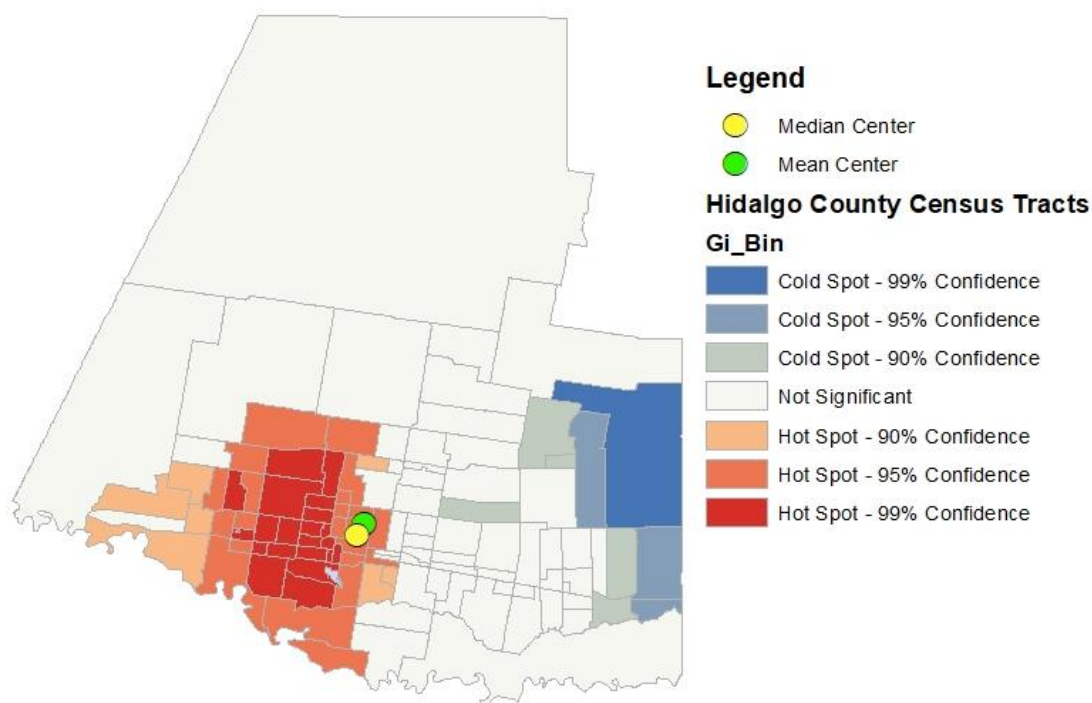 Legend
Median Center
Mean Center
Hidalgo County Census Tracts
Gi_Bin
Cold Spot - 99% Confidence
Cold Spot - 95% Confidence
Cold Spot - 90% Confidence
Not Significant
Hot Spot - 90% Confidence
Hot Spot - 95% Confidence
Hot Spot - 99% Confidence